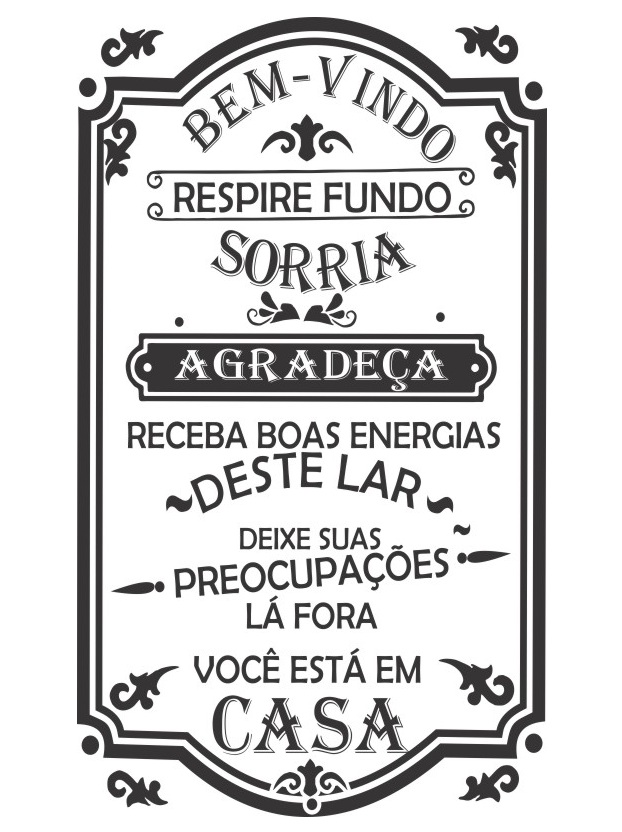 BEM-VINDO
RESPIRE FUNDO
SORRIA
AGRADEÇA
RECEBA BOAS ENERGIAS
DESTE LAR
DEIXE SUAS
PREOCUPAÇÕES
LÁ FORA
VOCÊ ESTÁ EM
CASA